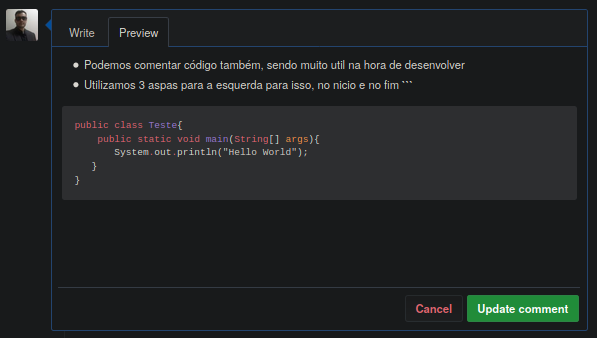 Write Preview
● Podemos comentar código também, sendo muito util na hora de desenvolver
● Utilizamos 3 aspas para a esquerda para isso, no nicio e no fim ```
public class Teste{
    public static void main(String[] args){
       System.out.println("Hello World");
   }
}
Cancel Update comment